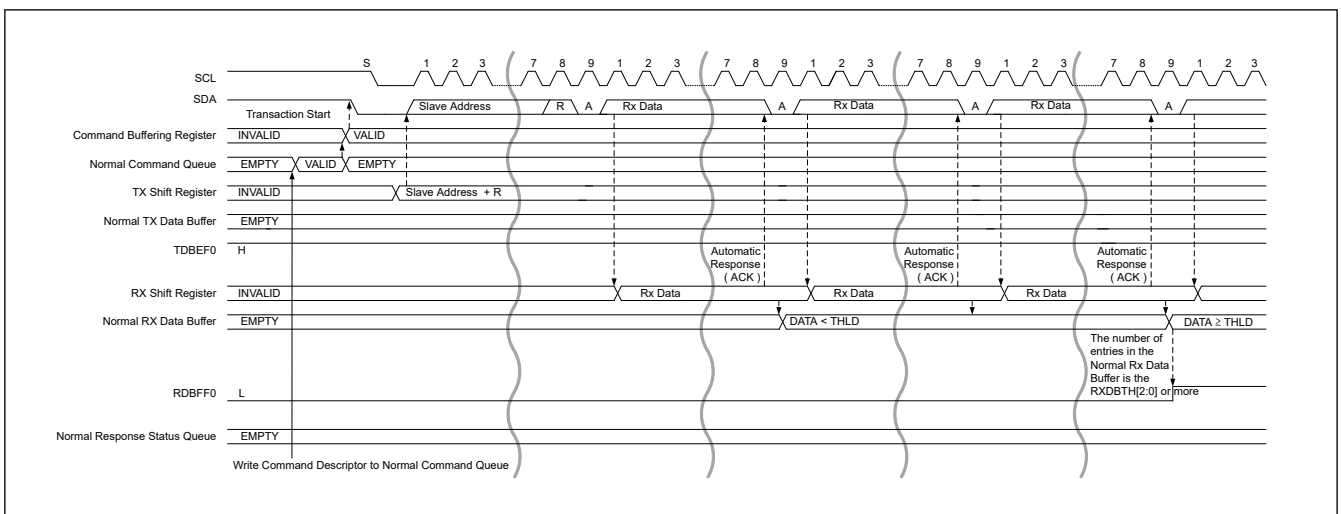 S 1 2 3 7 8 9 1 2 3 7 8 9 1 2 3 7 8 9 1 2 3 7 8 9 1 2 3
SCL
SDA
Transaction Start
Slave Address R A Rx Data A Rx Data A Rx Data A
Command Buffering Register INVALID VALID
Normal Command Queue EMPTY VALID EMPTY
TX Shift Register INVALID Slave Address + R
Normal TX Data Buffer EMPTY
TDBEF0 H
Automatic Automatic Automatic
Response Response Response
( ACK ) ( ACK ) ( ACK )
RX Shift Register INVALID Rx Data Rx Data Rx Data
Normal RX Data Buffer EMPTY DATA < THLD DATA ≥ THLD
The number of
entries in the
Normal Rx Data
Buffer is the
RXDBTH[2:0] or more
RDBFF0 L
Normal Response Status Queue EMPTY
Write Command Descriptor to Normal Command Queue